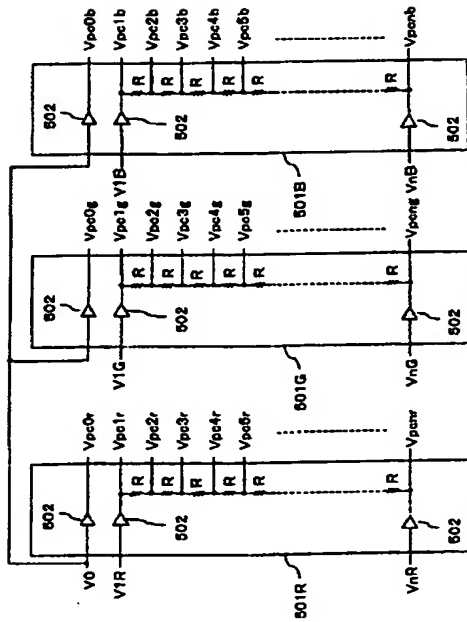 V0
502
Vpc0r
V1R
502
Vpc1r
R
Vpc2r
R
Vpc3r
R
Vpc4r
R
Vpc5r
R
R
VnR
502
Vpcnr
501R
502
Vpc0g
V1G
502
Vpc1g
R
Vpc2g
R
Vpc3g
R
Vpc4g
R
Vpc5g
R
R
VnG
502
Vpcng
501G
502
Vpc0b
V1B
502
Vpc1b
R
Vpc2b
R
Vpc3b
R
Vpc4b
R
Vpc5b
R
R
VnB
502
Vpcnb
501B